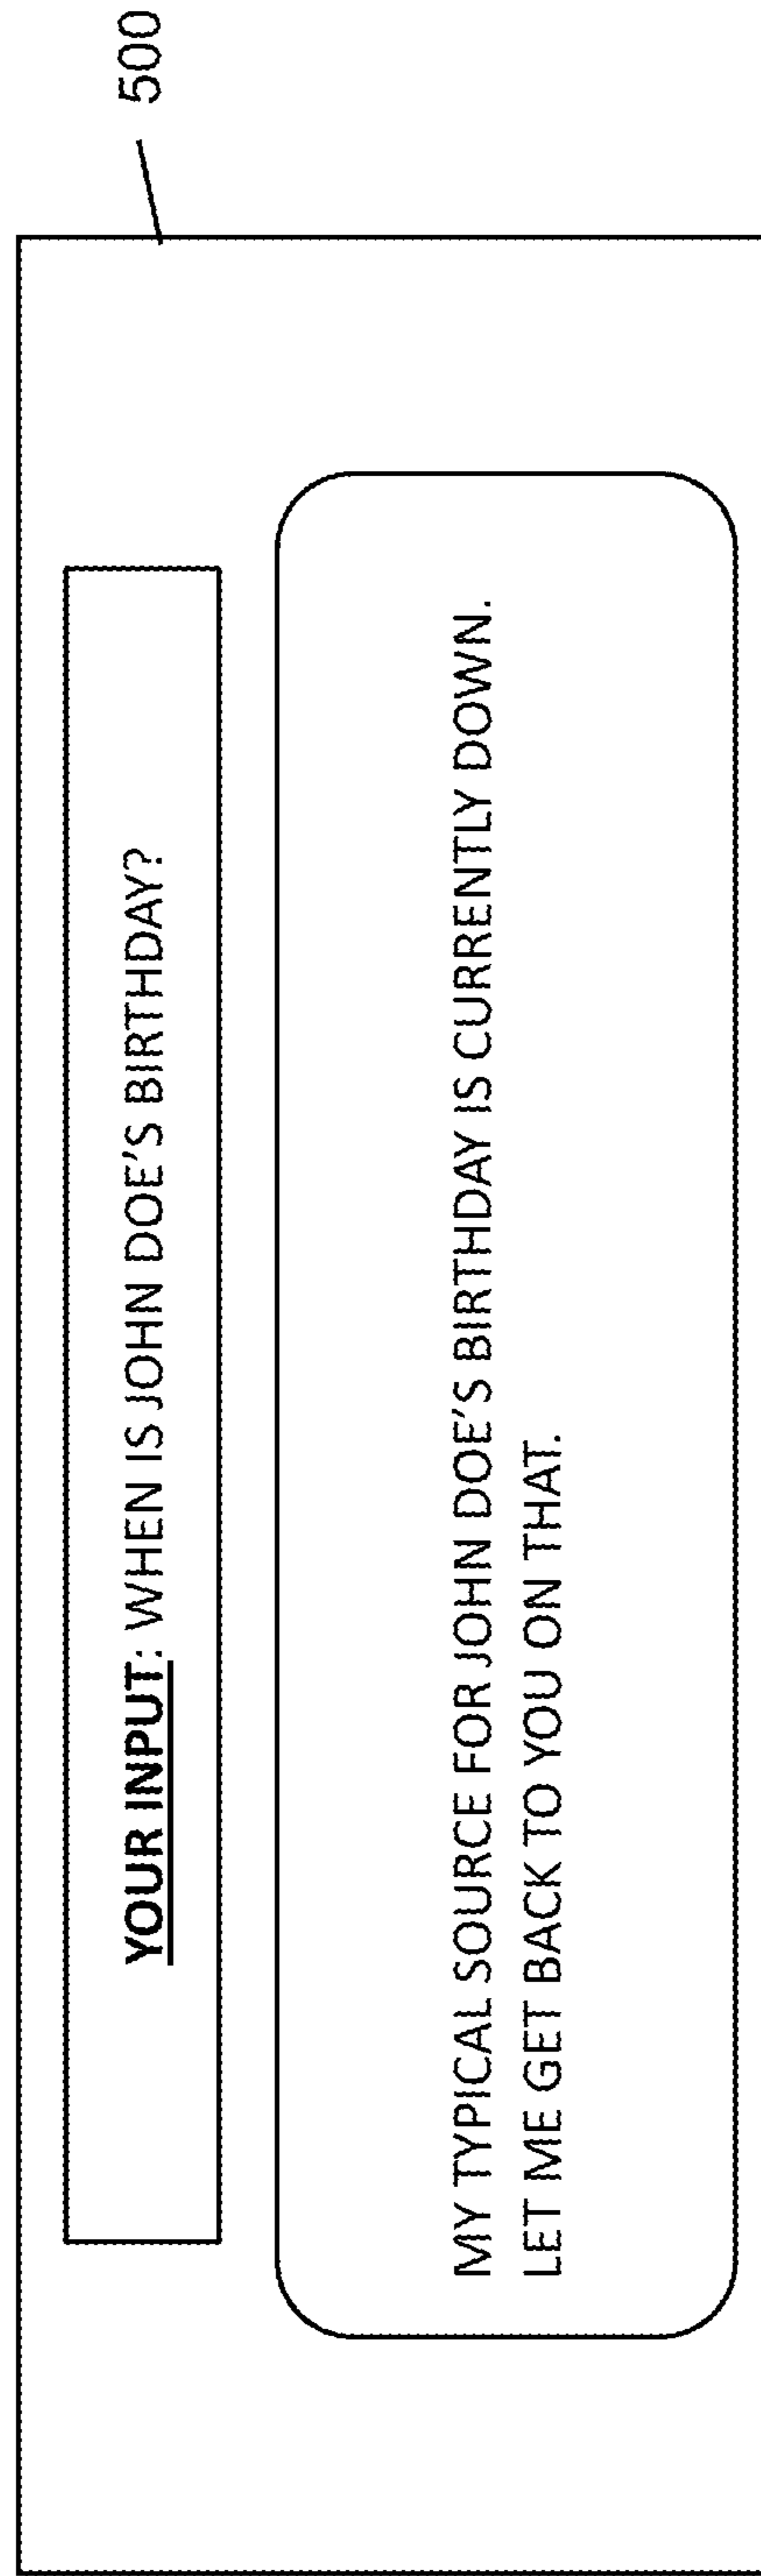 500
YOUR INPUT: WHEN IS JOHN DOE'S BIRTHDAY?
MY TYPICAL SOURCE FOR JOHN DOE'S BIRTHDAY IS CURRENTLY DOWN.
LET ME GET BACK TO YOU ON THAT.